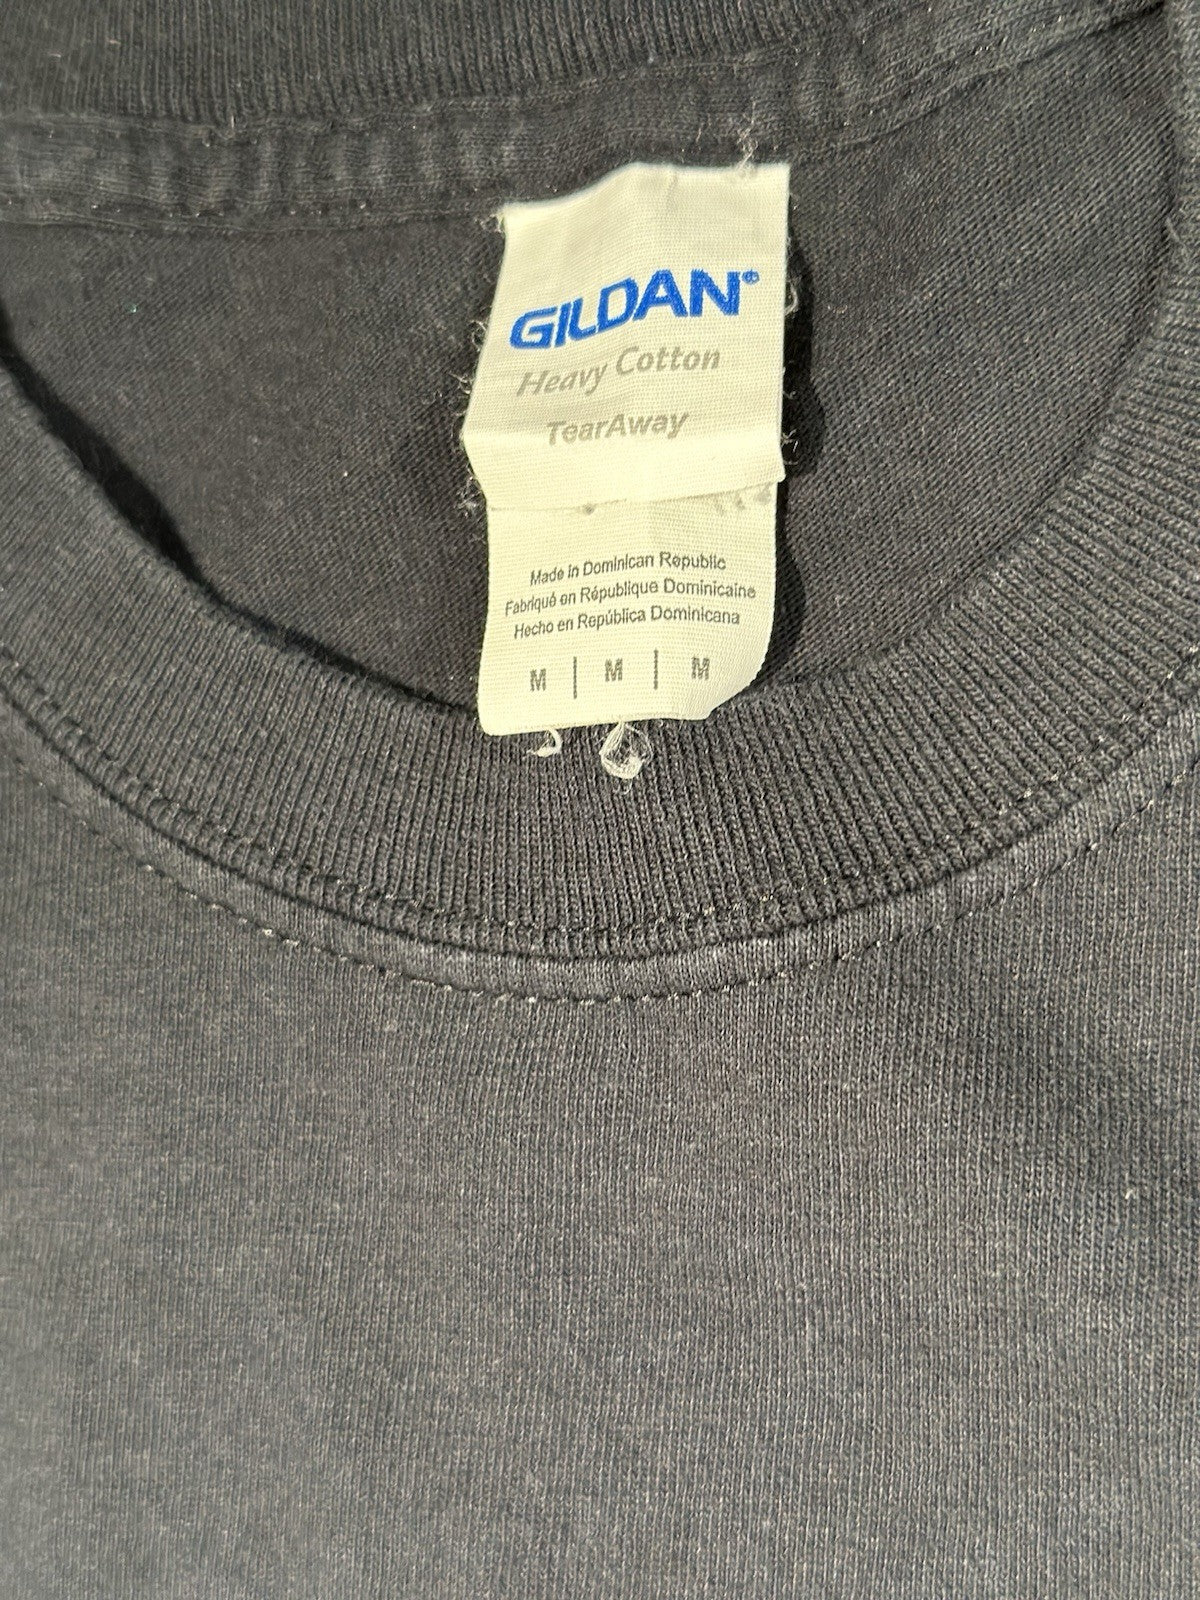 GILDAN®
Heavy Cotton
TearAway
Made in Dominican Republic
Fabriqué en République Dominicaine
Hecho en República Dominicana
M | M | M